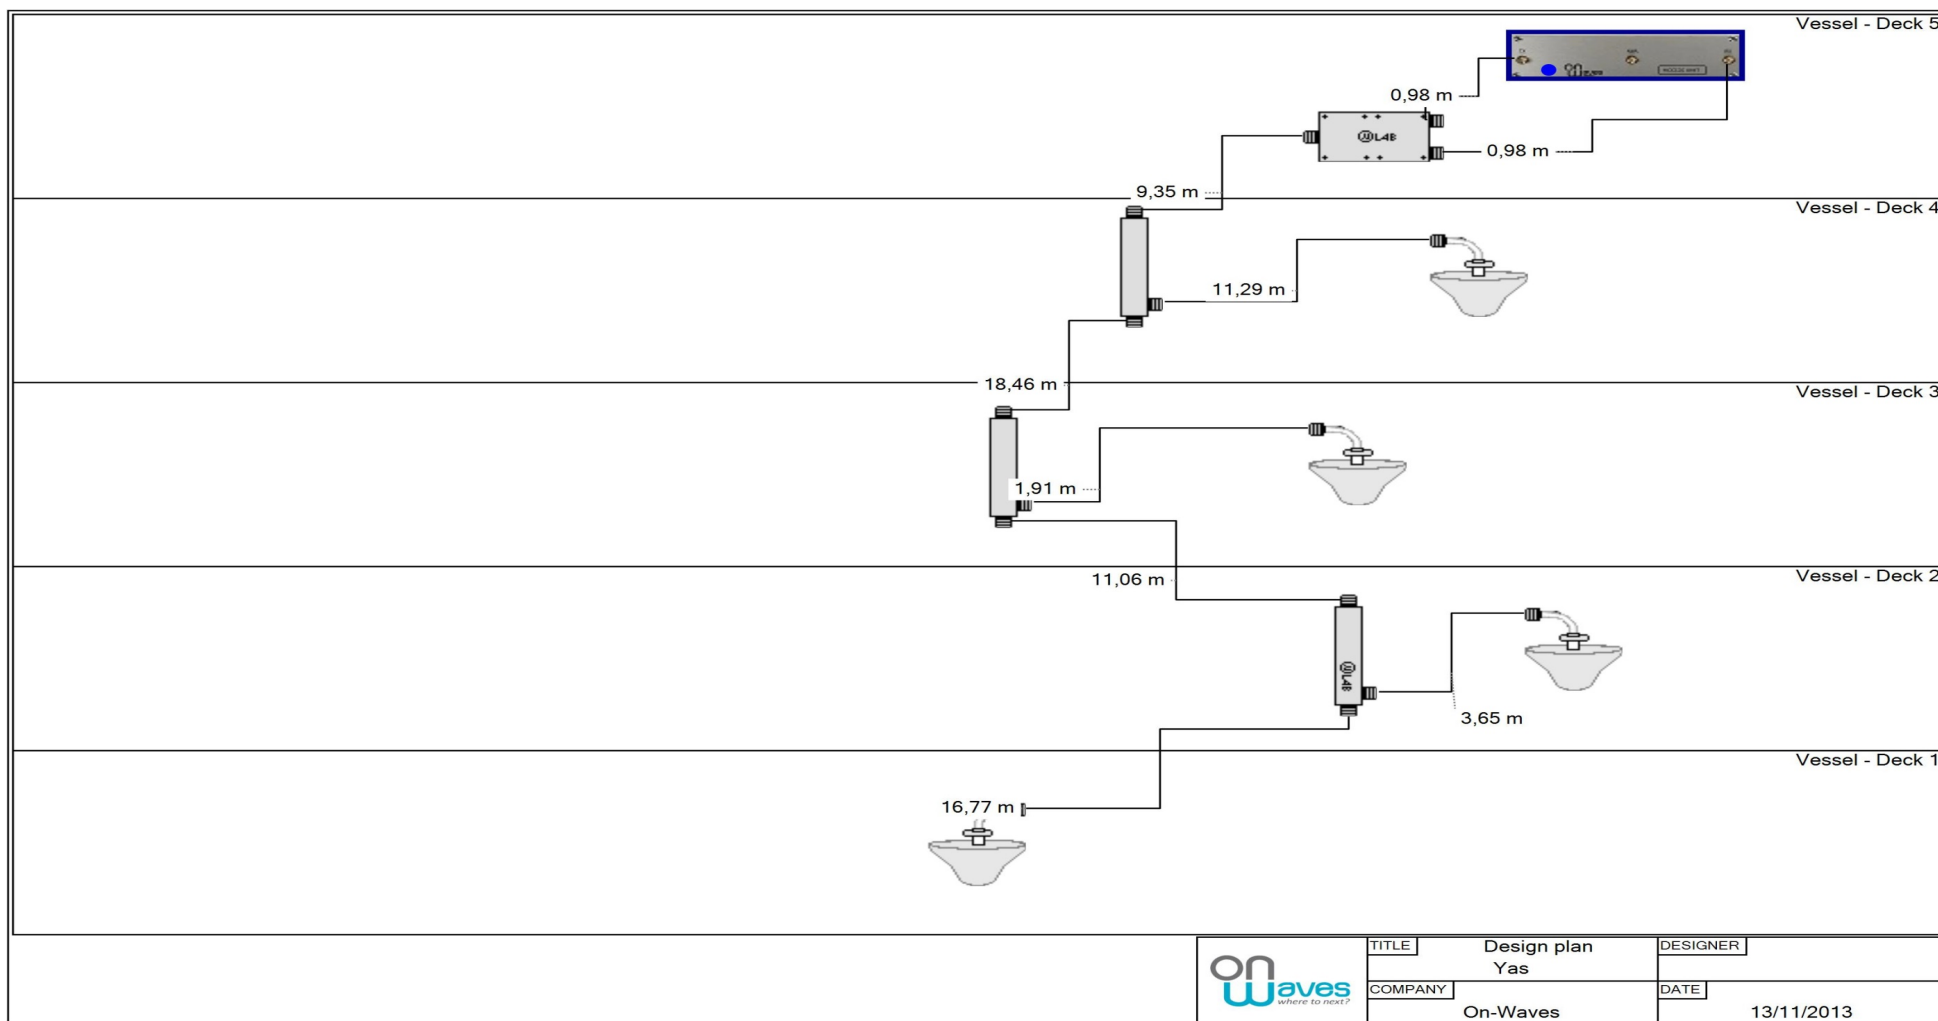 Vessel - Deck 5
0,98 m
µLAB
0,98 m
9,35 m
Vessel - Deck 4
11,29 m
18,46 m
Vessel - Deck 3
1,91 m
Vessel - Deck 2
11,06 m
µLAB
3,65 m
Vessel - Deck 1
16,77 m
on
waves
where to next?
TITLE
Design plan
Yas
DESIGNER
COMPANY
On-Waves
DATE
13/11/2013